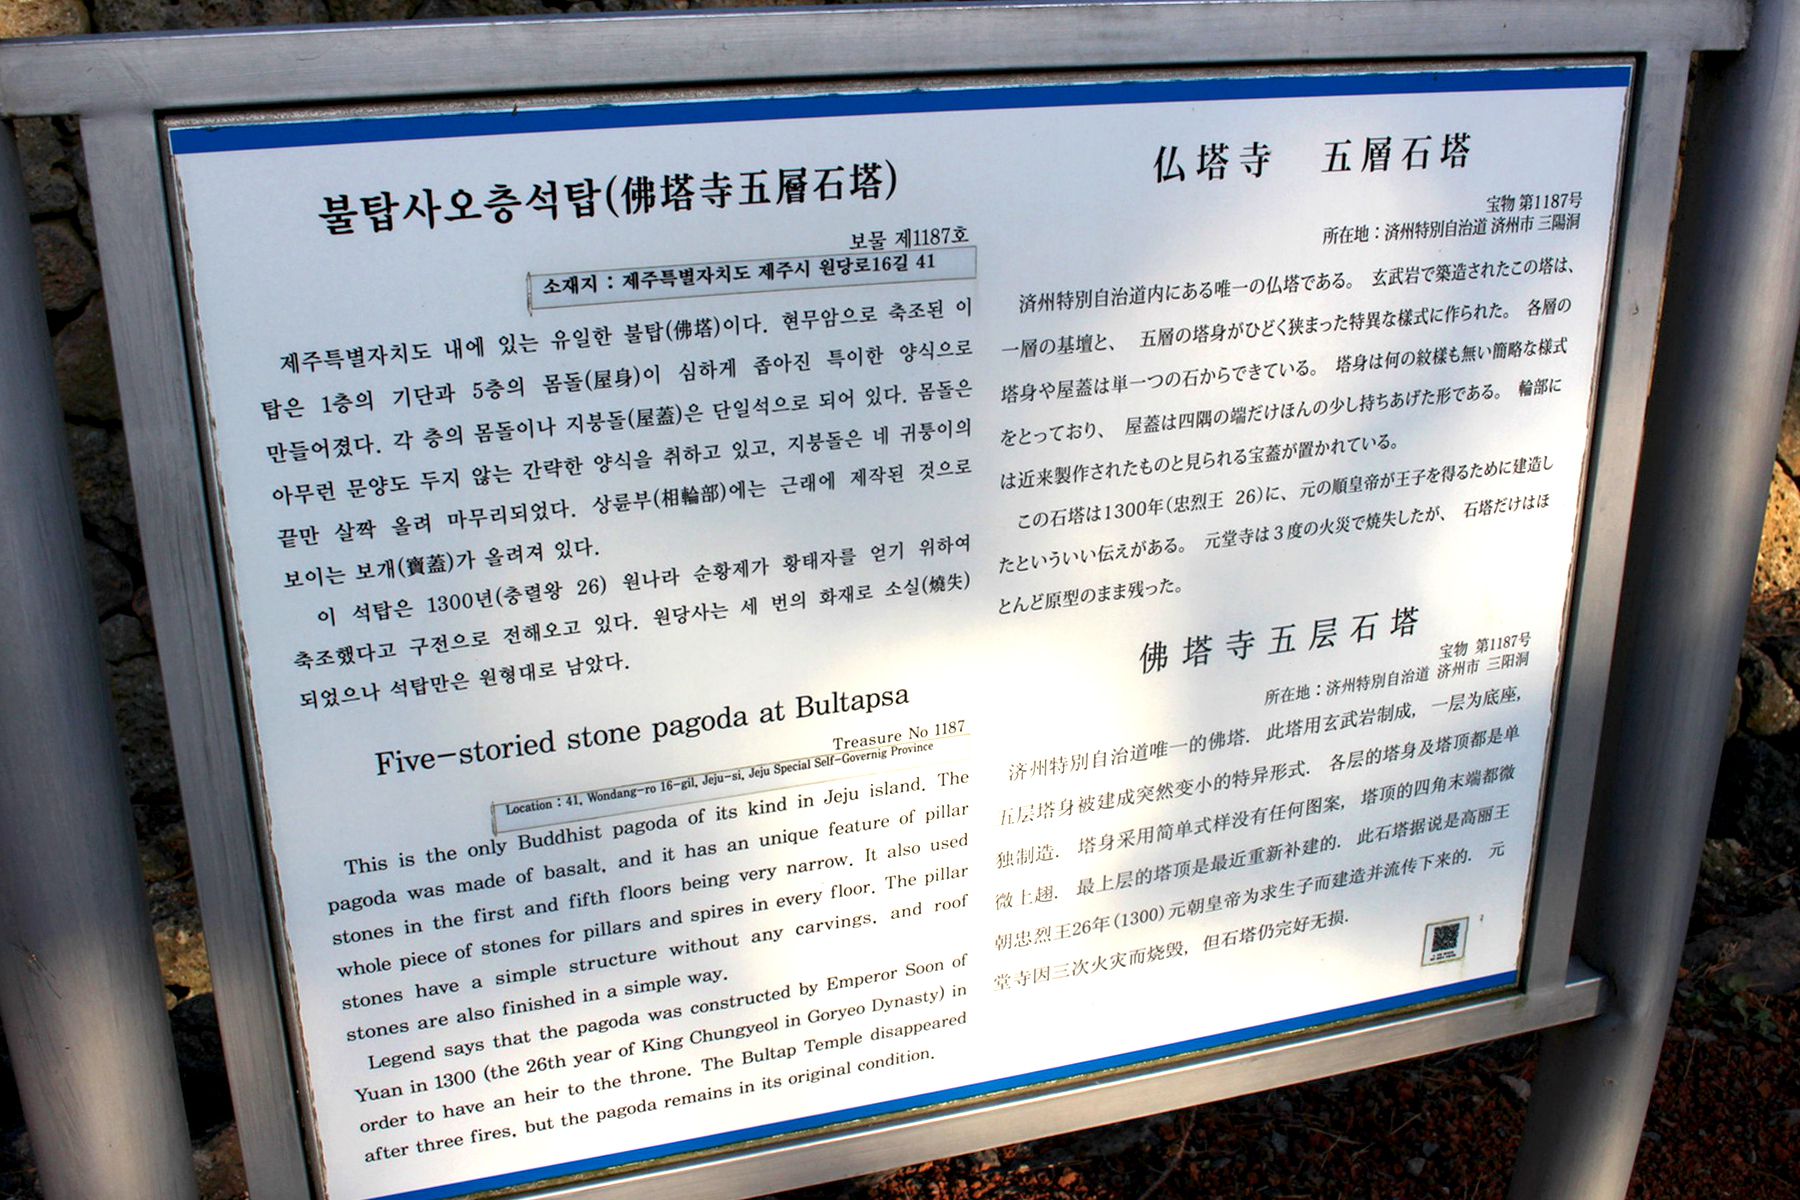 불탑사오층석탑(佛塔寺五層石塔)
보물 제1187호
소재지 : 제주특별자치도 제주시 원당로16길 41
제주특별자치도 내에 있는 유일한 불탑(佛塔)이다. 현무암으로 축조된 이
탑은 1층의 기단과 5층의 몸돌(屋身)이 심하게 좁아진 특이한 양식으로
만들어졌다. 각 층의 몸돌이나 지붕돌(屋蓋)은 단일석으로 되어 있다. 몸돌은
아무런 문양도 두지 않는 간략한 양식을 취하고 있고, 지붕돌은 네 귀퉁이의
끝만 살짝 올려 마무리되었다. 상륜부(相輪部)에는 근래에 제작된 것으로
보이는 보개(寶蓋)가 올려져 있다.
이 석탑은 1300년(충렬왕 26) 원나라 순황제가 황태자를 얻기 위하여
축조했다고 구전으로 전해오고 있다. 원당사는 세 번의 화재로 소실(燒失)
되었으나 석탑만은 원형대로 남았다.
Five-storied stone pagoda at Bultapsa
Treasure No 1187
Location : 41, Wondang-ro 16-gil, Jeju-si, Jeju Special Self-Governig Province
This is the only Buddhist pagoda of its kind in Jeju island. The
pagoda was made of basalt, and it has an unique feature of pillar
stones in the first and fifth floors being very narrow. It also used
whole piece of stones for pillars and spires in every floor. The pillar
stones have a simple structure without any carvings, and roof
stones are also finished in a simple way.
Legend says that the pagoda was constructed by Emperor Soon of
Yuan in 1300 (the 26th year of King Chungyeol in Goryeo Dynasty) in
order to have an heir to the throne. The Bultap Temple disappeared
after three fires, but the pagoda remains in its original condition.
仏塔寺 五層石塔
宝物 第1187号
所在地：済州特別自治道 済州市 三陽洞
済州特別自治道内にある唯一の仏塔である。 玄武岩で築造されたこの塔は、
一層の基壇と、 五層の塔身がひどく狭まった特異な様式に作られた。 各層の
塔身や屋蓋は単一つの石からできている。 塔身は何の紋様も無い簡略な様式
をとっており、 屋蓋は四隅の端だけほんの少し持ちあげた形である。 輪部に
は近来製作されたものと見られる宝蓋が置かれている。
この石塔は1300年(忠烈王 26)に、元の順皇帝が王子を得るために建造し
たといういい伝えがある。 元堂寺は３度の火災で焼失したが、 石塔だけはほ
とんど原型のまま残った。
佛塔寺五层石塔
宝物 第1187号
所在地：济州特別自治道 济州市 三阳洞
济州特别自治道唯一的佛塔. 此塔用玄武岩制成, 一层为底座,
五层塔身被建成突然变小的特异形式. 各层的塔身及塔顶都是单
独制造. 塔身采用简单式样没有任何图案, 塔顶的四角末端都微
微上趐. 最上层的塔顶是最近重新补建的. 此石塔据说是高丽王
朝忠烈王26年(1300)元朝皇帝为求生子而建造并流传下来的. 元
堂寺因三次火灾而烧毁, 但石塔仍完好无损.